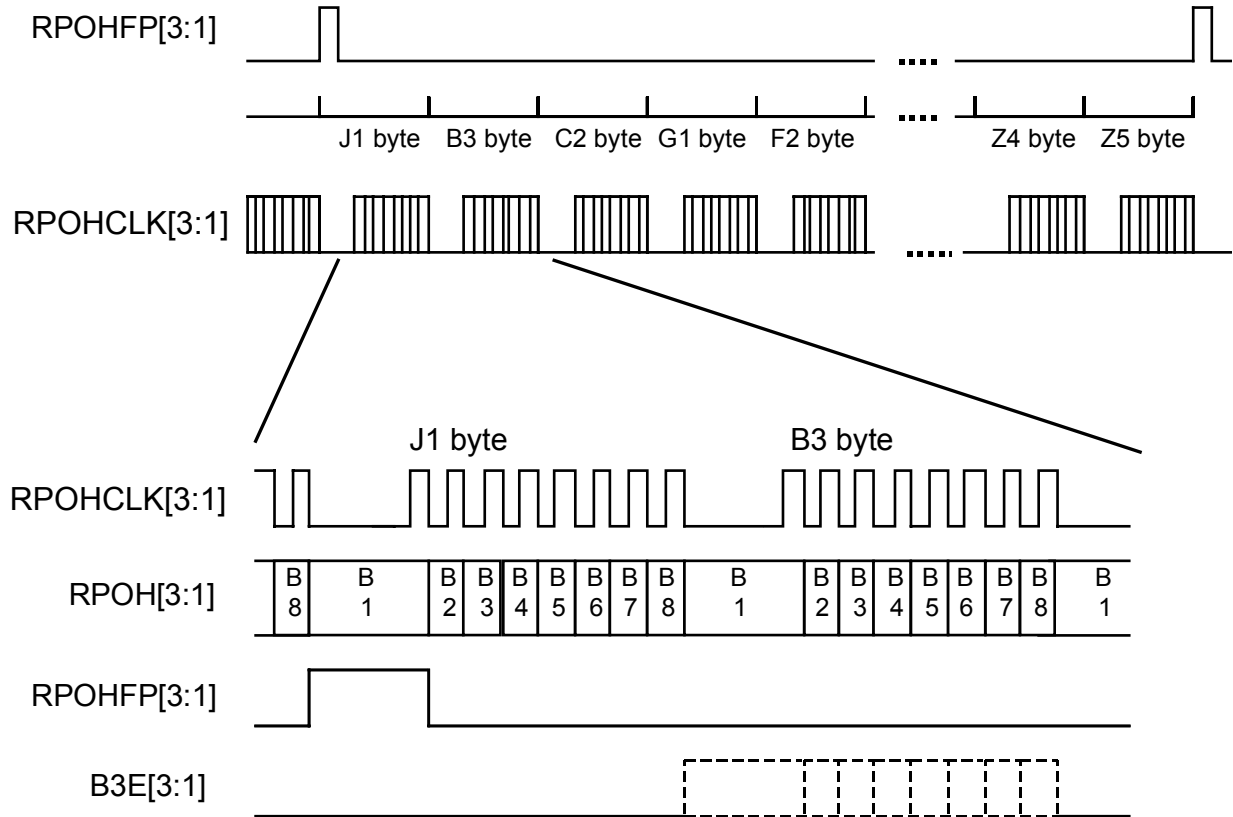 RPOHFP[3:1]
J1 byte B3 byte C2 byte G1 byte F2 byte Z4 byte Z5 byte
RPOHCLK[3:1]
J1 byte B3 byte
RPOHCLK[3:1]
RPOH[3:1]
B B B B B B B B B B B B B B B B B B
8 1 2 3 4 5 6 7 8 1 2 3 4 5 6 7 8 1
RPOHFP[3:1]
B3E[3:1]